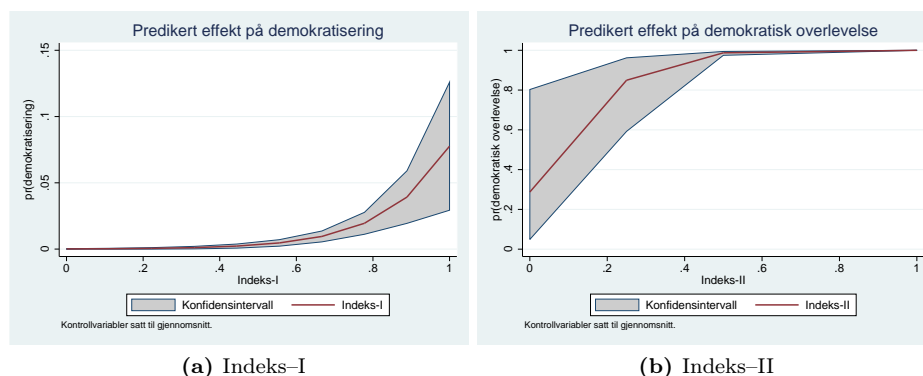 Predikert effekt på demokratisering
pr(demokratisering)
0 .05 .1 .15
0 .2 .4 .6 .8 1
Indeks-I
Konfidensintervall Indeks-I
Kontrollvariabler satt til gjennomsnitt.
(a) Indeks–I
Predikert effekt på demokratisk overlevelse
pr(demokratisk overlevelse)
0 .2 .4 .6 .8 1
0 .2 .4 .6 .8 1
Indeks-II
Konfidensintervall Indeks-II
Kontrollvariabler satt til gjennomsnitt.
(b) Indeks–II